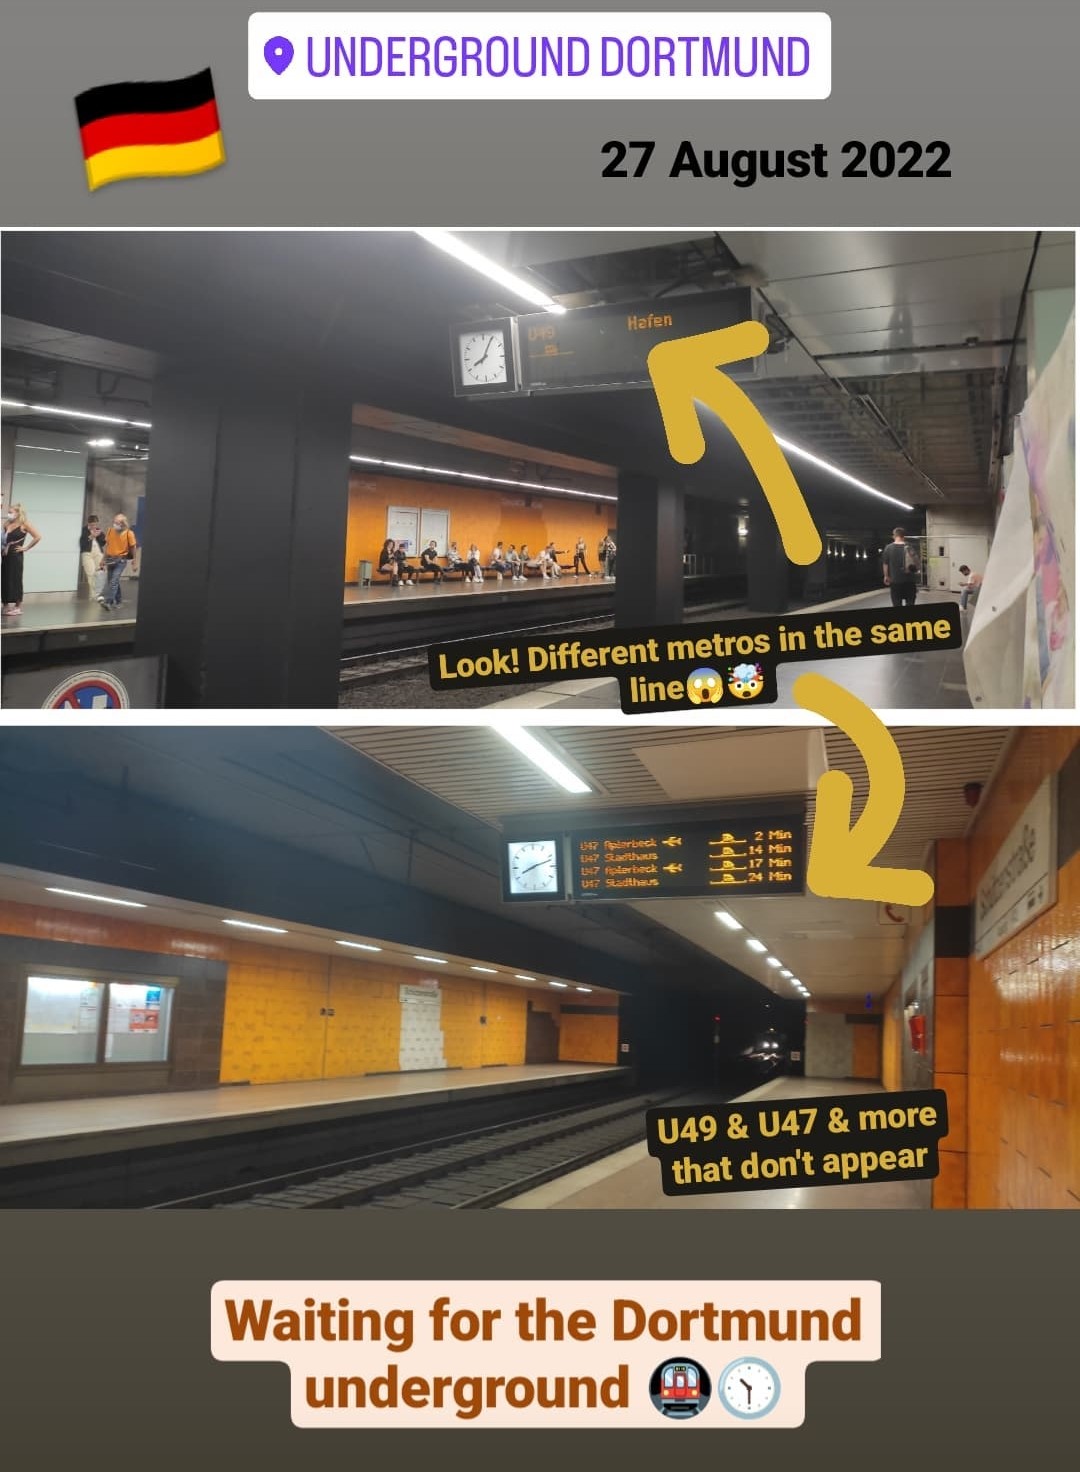 UNDERGROUND DORTMUND
27 August 2022
U49 Hafen
Look! Different metros in the same
line😱🤯
U47 Aplerbeck 2 Min
U47 Stadthaus 14 Min
U47 Aplerbeck 17 Min
U47 Stadthaus 24 Min
U49 & U47 & more
that don't appear
Waiting for the Dortmund
underground 🚇🕥